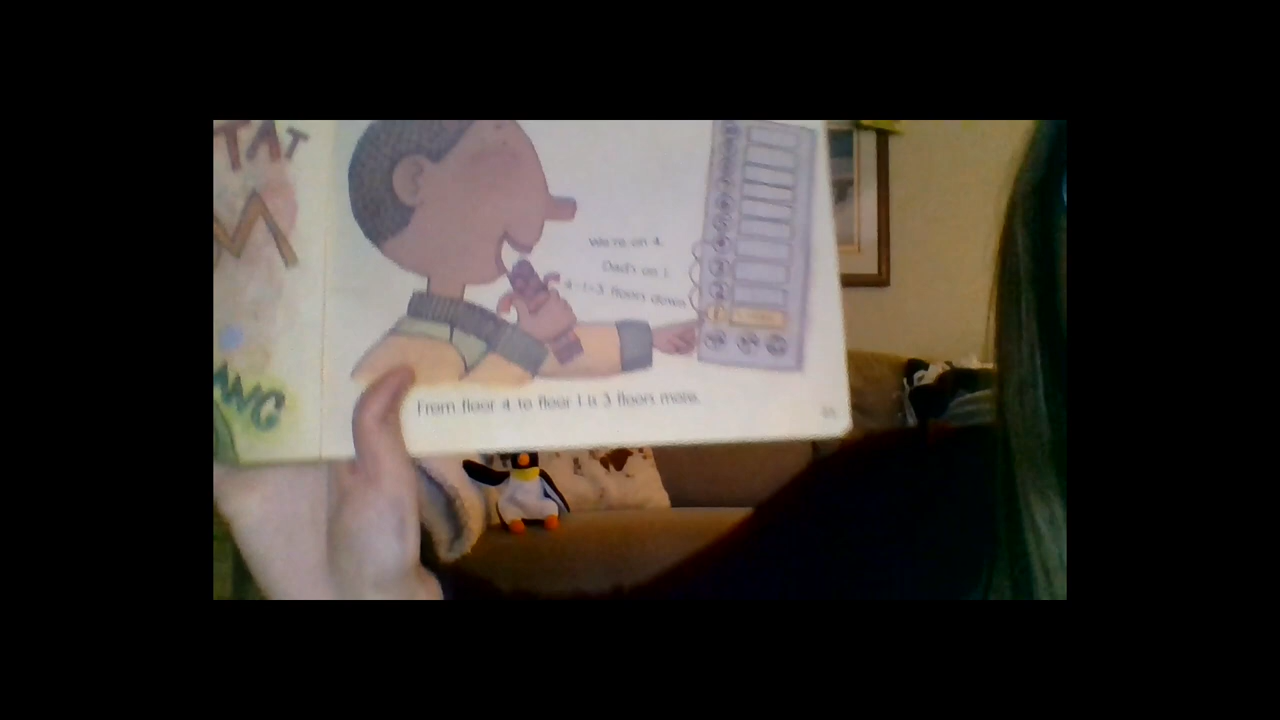 TAT
ANG
We're on 4.
Dad's on 1.
4-1=3 floors down
From floor 4 to floor 1 is 3 floors more.